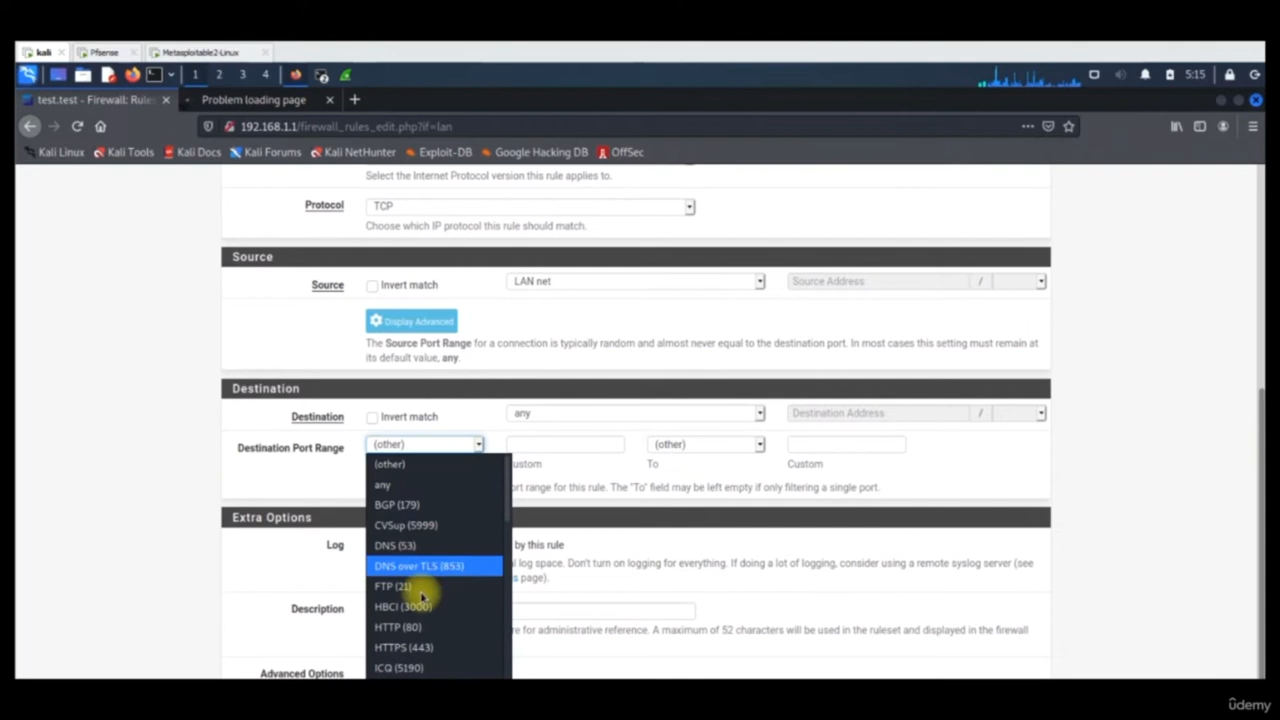 kali
Pfsense
Metasploitable2-Linux
1 2 3 4
5:15
test.test - Firewall: Rules
Problem loading page
192.168.1.1/firewall_rules_edit.php?if=lan
Kali Linux Kali Tools Kali Docs Kali Forums Kali NetHunter Exploit-DB Google Hacking DB OffSec
Select the Internet Protocol version this rule applies to.
Protocol TCP
Choose which IP protocol this rule should match.
Source
Source Invert match LAN net Source Address /
Display Advanced
The Source Port Range for a connection is typically random and almost never equal to the destination port. In most cases this setting must remain at
its default value, any.
Destination
Destination Invert match any Destination Address /
Destination Port Range (other) (other)
(other) ustom To Custom
any ort range for this rule. The "To" field may be left empty if only filtering a single port.
BGP (179)
Extra Options
CVSup (5999)
Log DNS (53) by this rule
DNS over TLS (853) l log space. Don't turn on logging for everything. If doing a lot of logging, consider using a remote syslog server (see
s page).
FTP (21)
Description HBCI (3000)
HTTP (80) re for administrative reference. A maximum of 52 characters will be used in the ruleset and displayed in the firewall
HTTPS (443)
Advanced Options ICQ (5190)
ûdemy